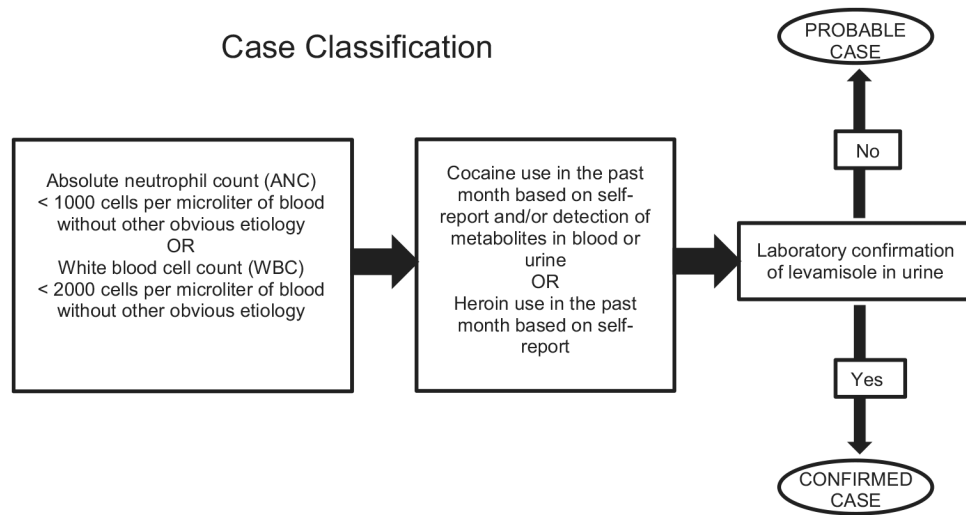 Case Classification
Absolute neutrophil count (ANC)
< 1000 cells per microliter of blood
without other obvious etiology
OR
White blood cell count (WBC)
< 2000 cells per microliter of blood
without other obvious etiology
Cocaine use in the past
month based on self-
report and/or detection of
metabolites in blood or
urine
OR
Heroin use in the past
month based on self-
report
Laboratory confirmation
of levamisole in urine
No
PROBABLE
CASE
Yes
CONFIRMED
CASE